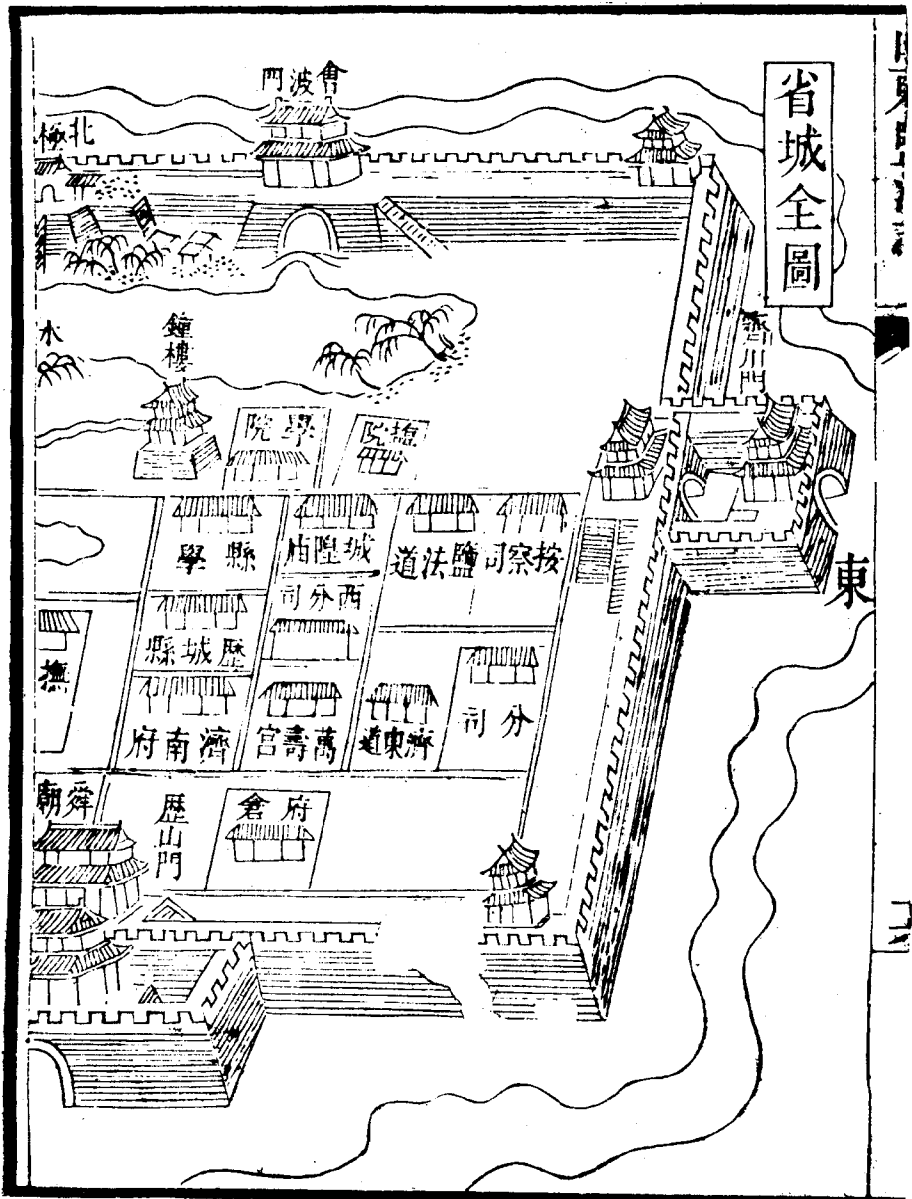 省城全圖
會波門
北極
齊川門
東
鐘樓
水
學院
鹽院
按察司
鹽法道
城隍庙
縣學
西分司
歷城縣
撫
分司
濟東道
萬壽宮
濟南府
舜廟
歷山門
府倉